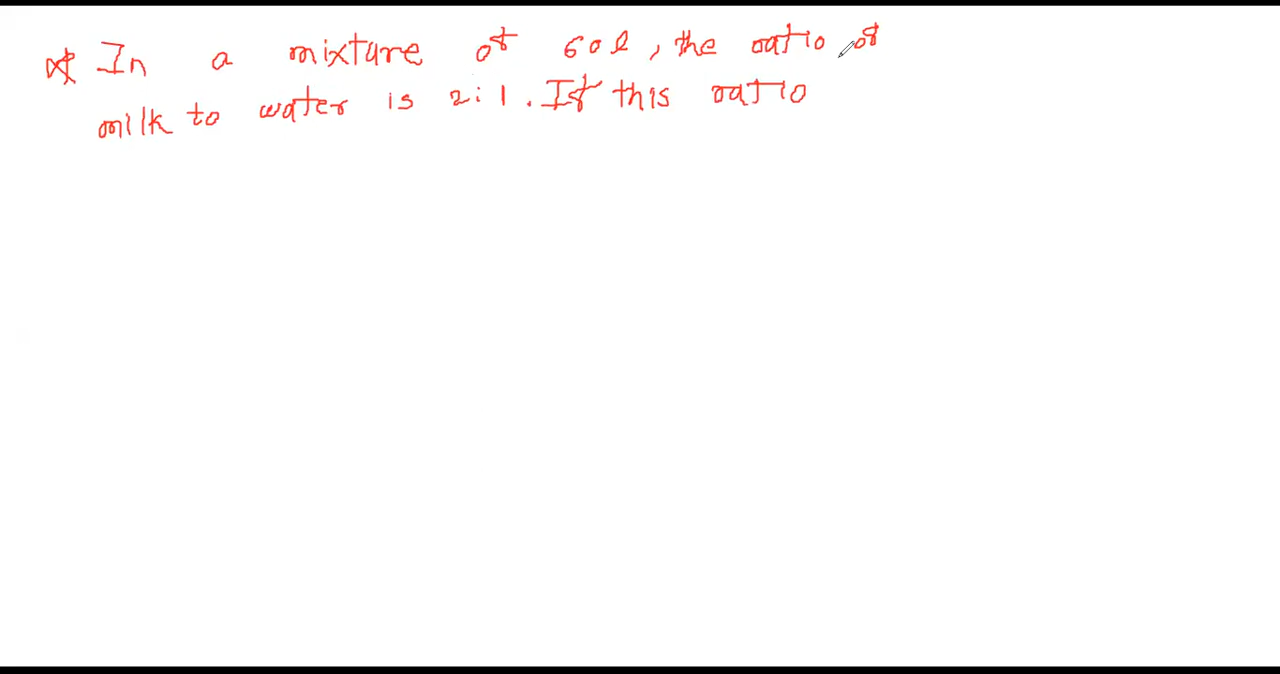 * In a mixture of 60l, the ratio of
milk to water is 2:1. If this ratio